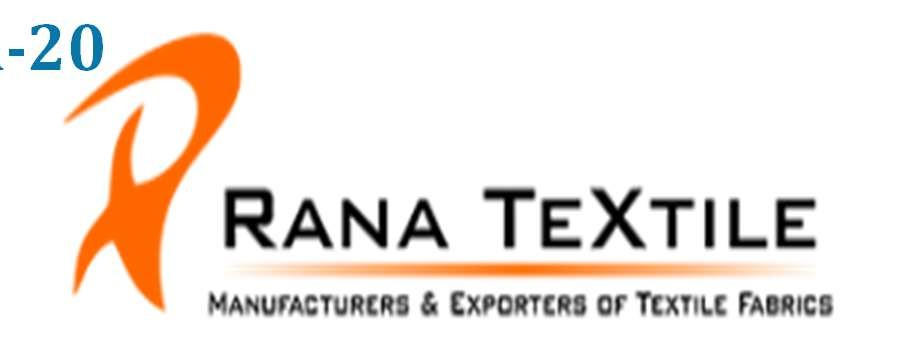 -20
RANA TEXTILE
MANUFACTURERS & EXPORTERS OF TEXTILE FABRICS